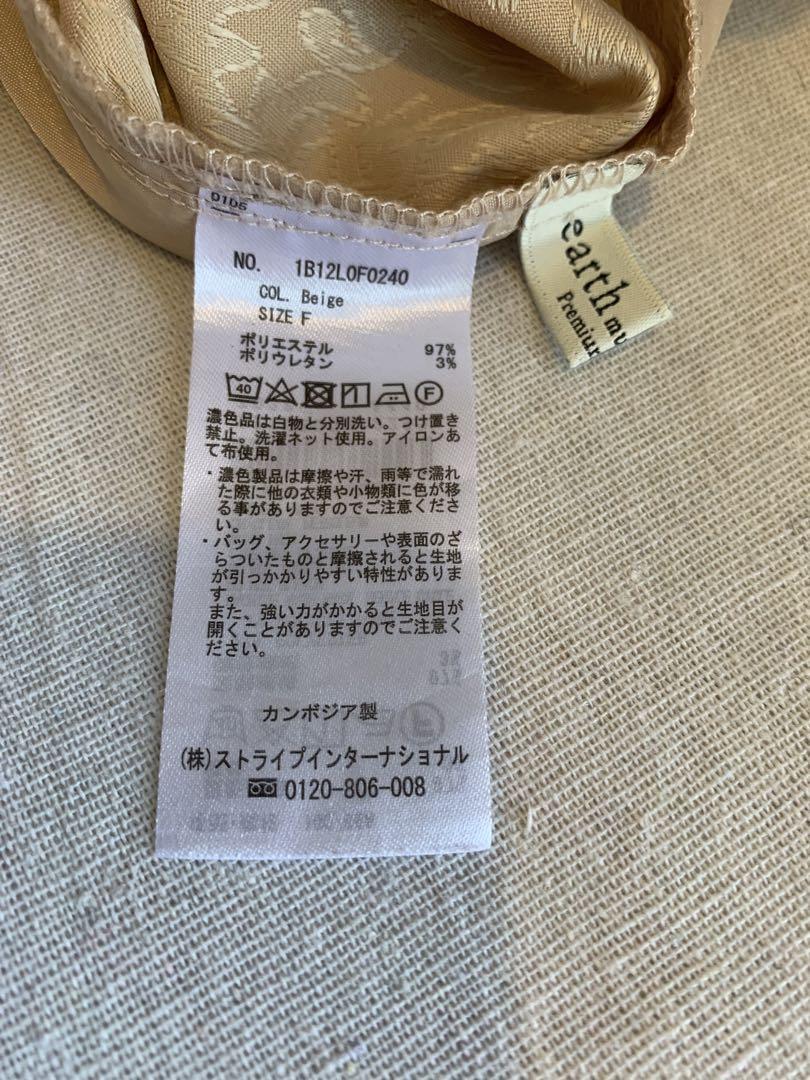 D1D5
NO. 1B12L0F0240
COL. Beige
SIZE F
ポリエステル 97%
ポリウレタン 3%
40
F
濃色品は白物と分別洗い。つけ置き
禁止。洗濯ネット使用。アイロンあ
て布使用。
・濃色製品は摩擦や汗、雨等で濡れ
た際に他の衣類や小物類に色が移
る事がありますのでご注意くださ
い。
・バッグ、アクセサリーや表面のざ
らついたものと摩擦されると生地
が引っかかりやすい特性がありま
す。
また、強い力がかかると生地目が
開くことがありますのでご注意く
ださい。
カンボジア製
(株)ストライプインターナショナル
0120-806-008
earth mu
Premium